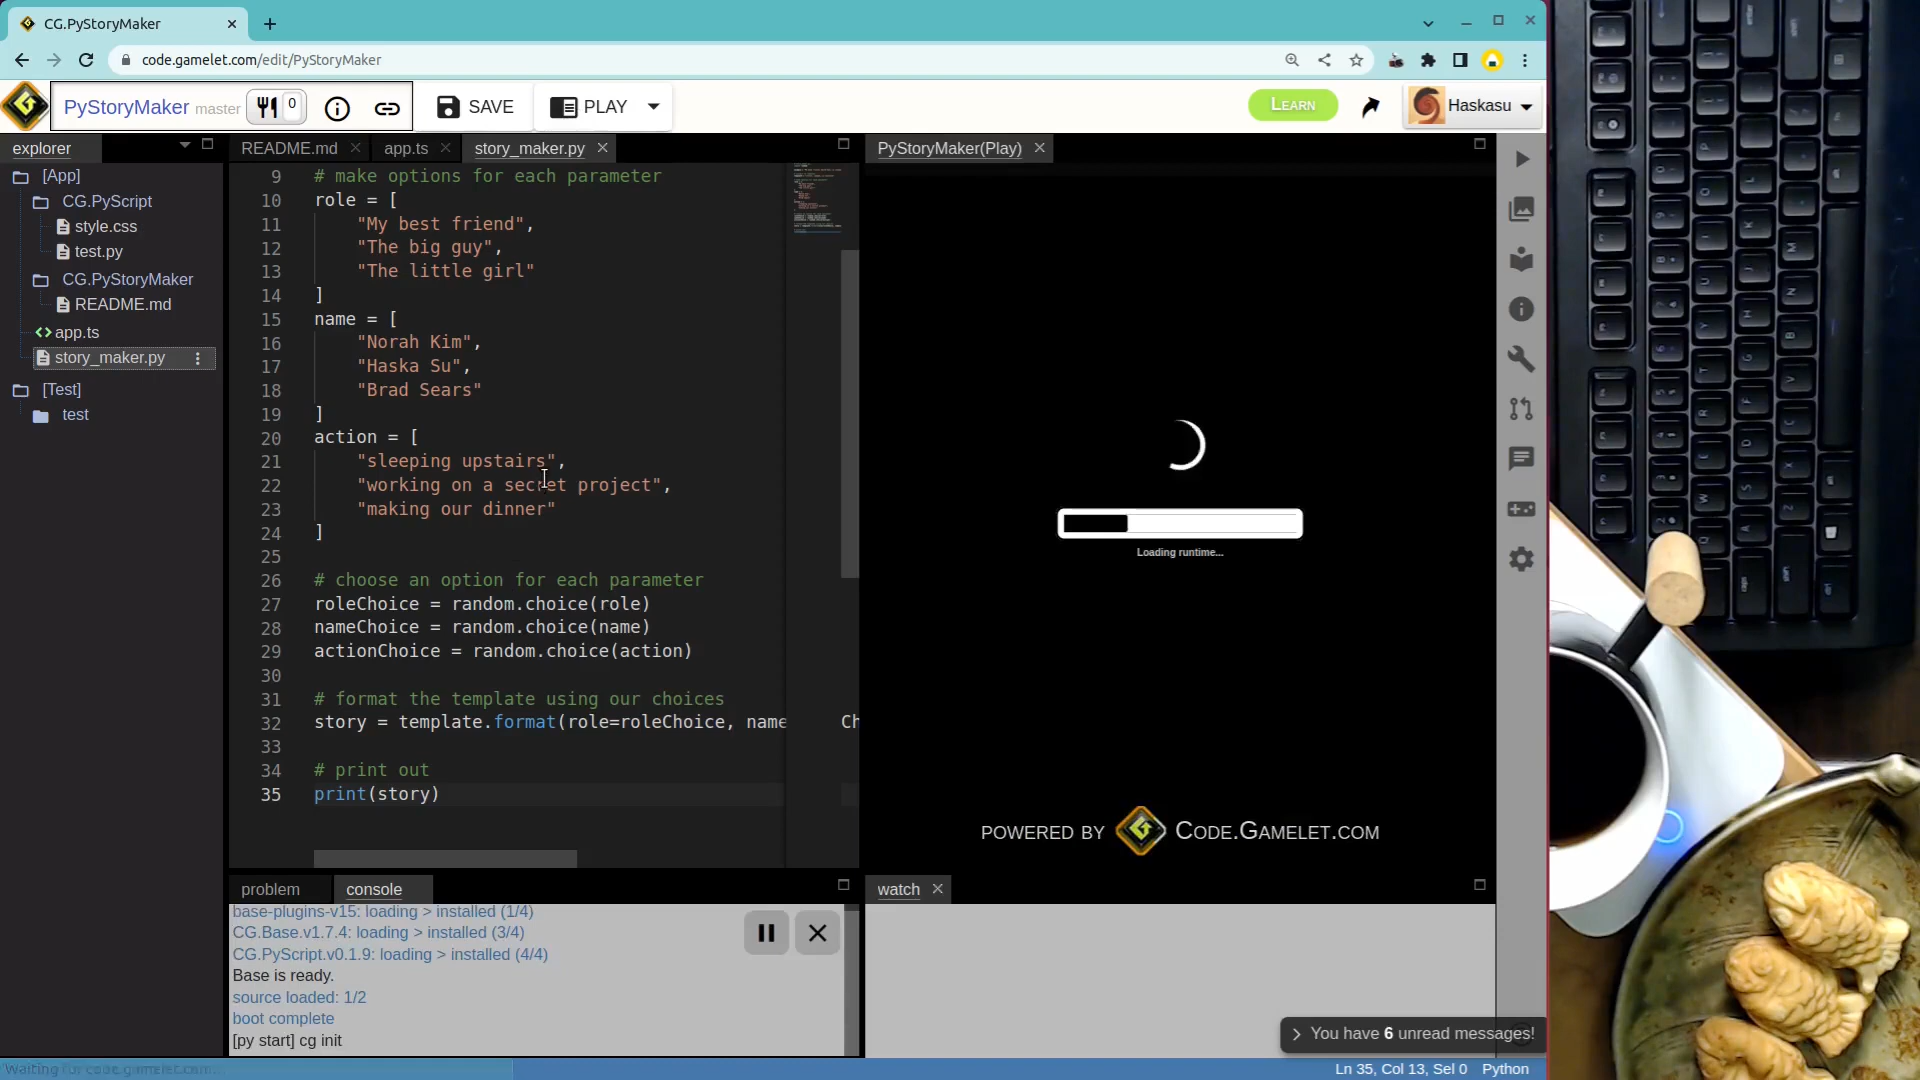 CG.PyStoryMaker
code.gamelet.com/edit/PyStoryMaker
PyStoryMaker master 0 SAVE PLAY LEARN Haskasu
explorer
[App]
CG.PyScript
style.css
test.py
CG.PyStoryMaker
README.md
app.ts
story_maker.py
[Test]
test
README.md app.ts story_maker.py
9 # make options for each parameter
10 role = [
11 "My best friend",
12 "The big guy",
13 "The little girl"
14 ]
15 name = [
16 "Norah Kim",
17 "Haska Su",
18 "Brad Sears"
19 ]
20 action = [
21 "sleeping upstairs",
22 "working on a secret project",
23 "making our dinner"
24 ]
25
26 # choose an option for each parameter
27 roleChoice = random.choice(role)
28 nameChoice = random.choice(name)
29 actionChoice = random.choice(action)
30
31 # format the template using our choices
32 story = template.format(role=roleChoice, name Ch
33
34 # print out
35 print(story)
problem console
base-plugins-v15: loading > installed (1/4)
CG.Base.v1.7.4: loading > installed (3/4)
CG.PyScript.v0.1.9: loading > installed (4/4)
Base is ready.
source loaded: 1/2
boot complete
[py start] cg init
PyStoryMaker(Play)
Loading runtime...
POWERED BY CODE.GAMELET.COM
watch
You have 6 unread messages!
Waiting for code.gamelet.com...
Ln 35, Col 13, Sel 0 Python